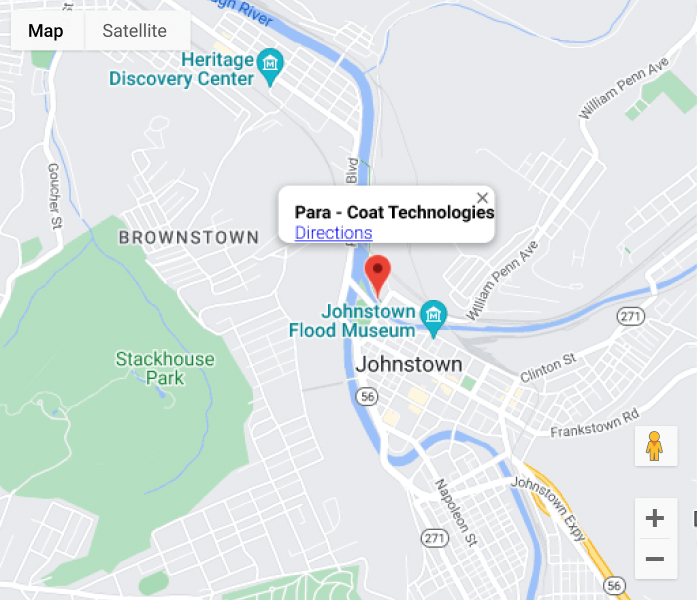 ugh River
Map
Satellite
Heritage
Discovery Center
William Penn Ave
Goucher St
Blvd
Para - Coat Technologies
Directions
BROWNSTOWN
William Penn Ave
Johnstown
Flood Museum
271
Stackhouse
Park
Johnstown
Clinton St
56
Frankstown Rd
Johnstown Expy
Napoleon St
271
56